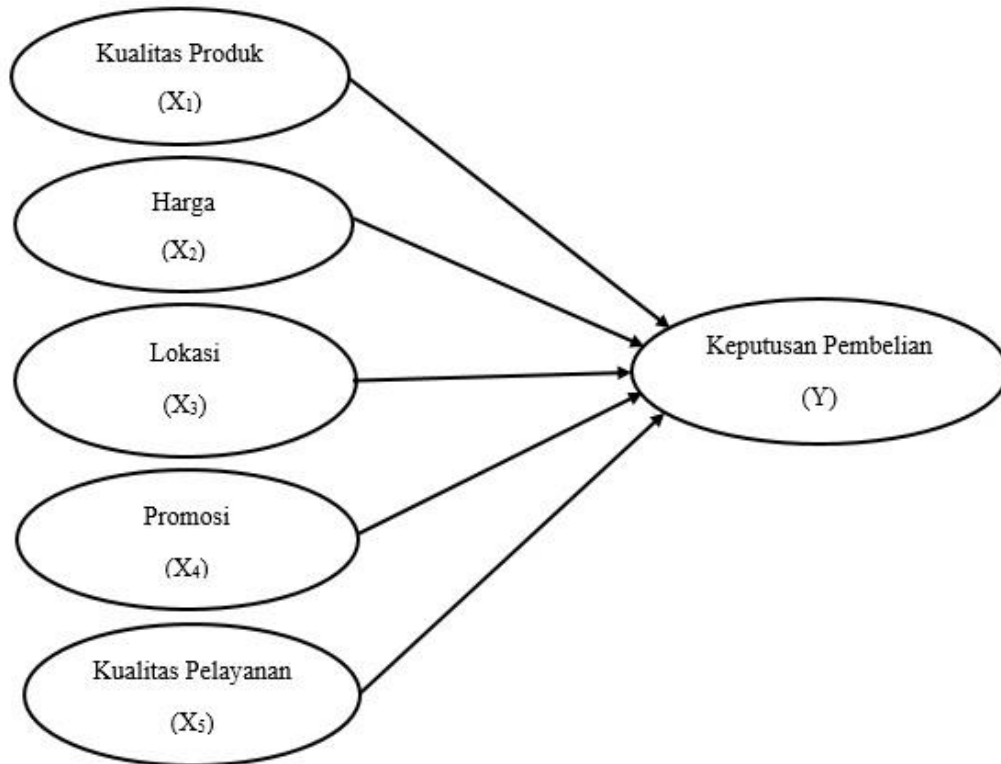 Kualitas Produk
(X₁)
Harga
(X₂)
Lokasi
(X₃)
Promosi
(X₄)
Kualitas Pelayanan
(X₅)
Keputusan Pembelian
(Y)